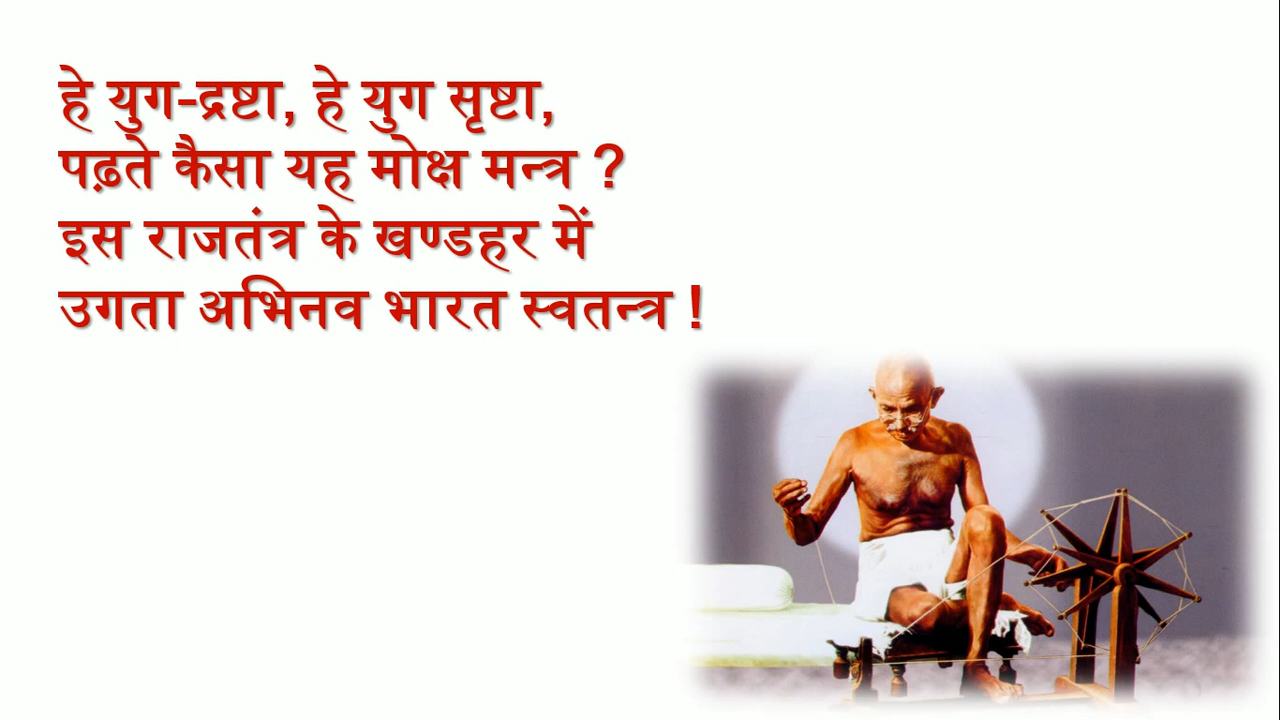 हे युग-द्रष्टा, हे युग सृष्टा,
पढ़ते कैसा यह मोक्ष मन्त्र ?
इस राजतंत्र के खण्डहर में
उगता अभिनव भारत स्वतन्त्र !